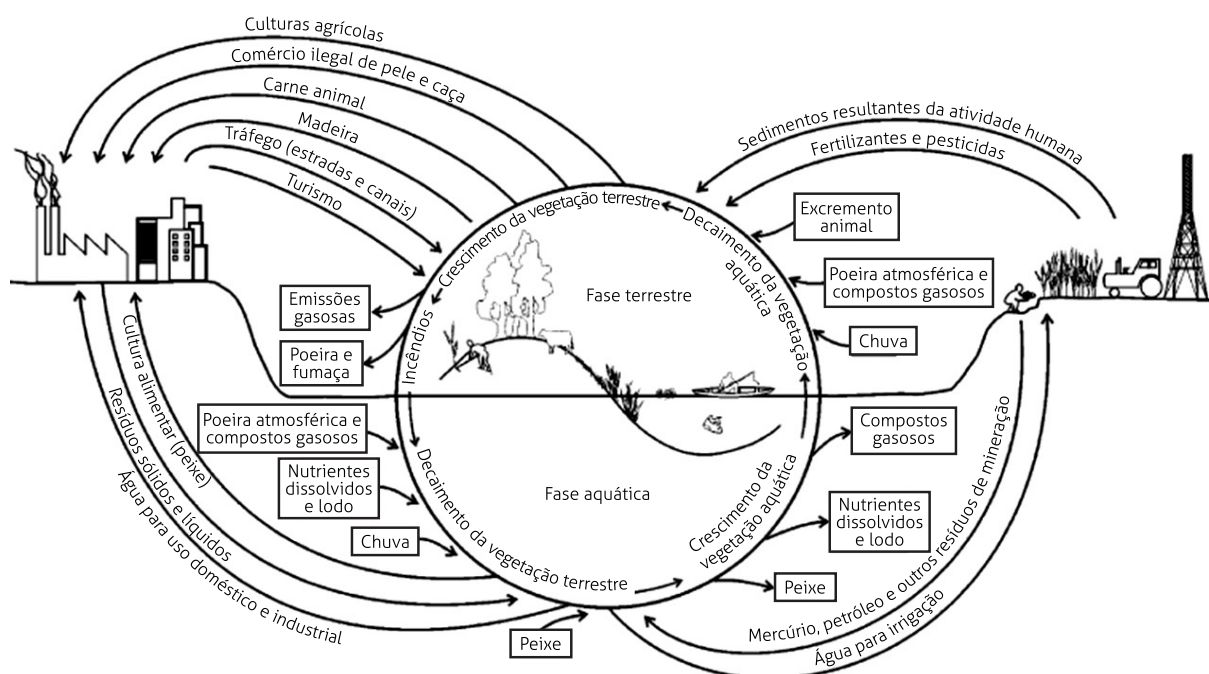 Culturas agrícolas
Comércio ilegal de pele e caça
Carne animal
Madeira
Tráfego (estradas e canais)
Turismo
Sedimentos resultantes da atividade humana
Fertilizantes e pesticidas
Excremento
animal
Poeira atmosférica e
compostos gasosos
Chuva
Crescimento da vegetação terrestre
Decaimento da vegetação
aquática
Fase terrestre
Incêndios
Emissões
gasosas
Poeira e
fumaça
Poeira atmosférica e
compostos gasosos
Nutrientes
dissolvidos
e lodo
Chuva
Peixe
Decaimento da vegetação terrestre
Fase aquática
Crescimento da
vegetação aquática
Compostos
gasosos
Nutrientes
dissolvidos
e lodo
Peixe
Cultura alimentar (peixe)
Resíduos sólidos e líquidos
Água para uso doméstico e industrial
Mercúrio, petróleo e outros resíduos de mineração
Água para irrigação